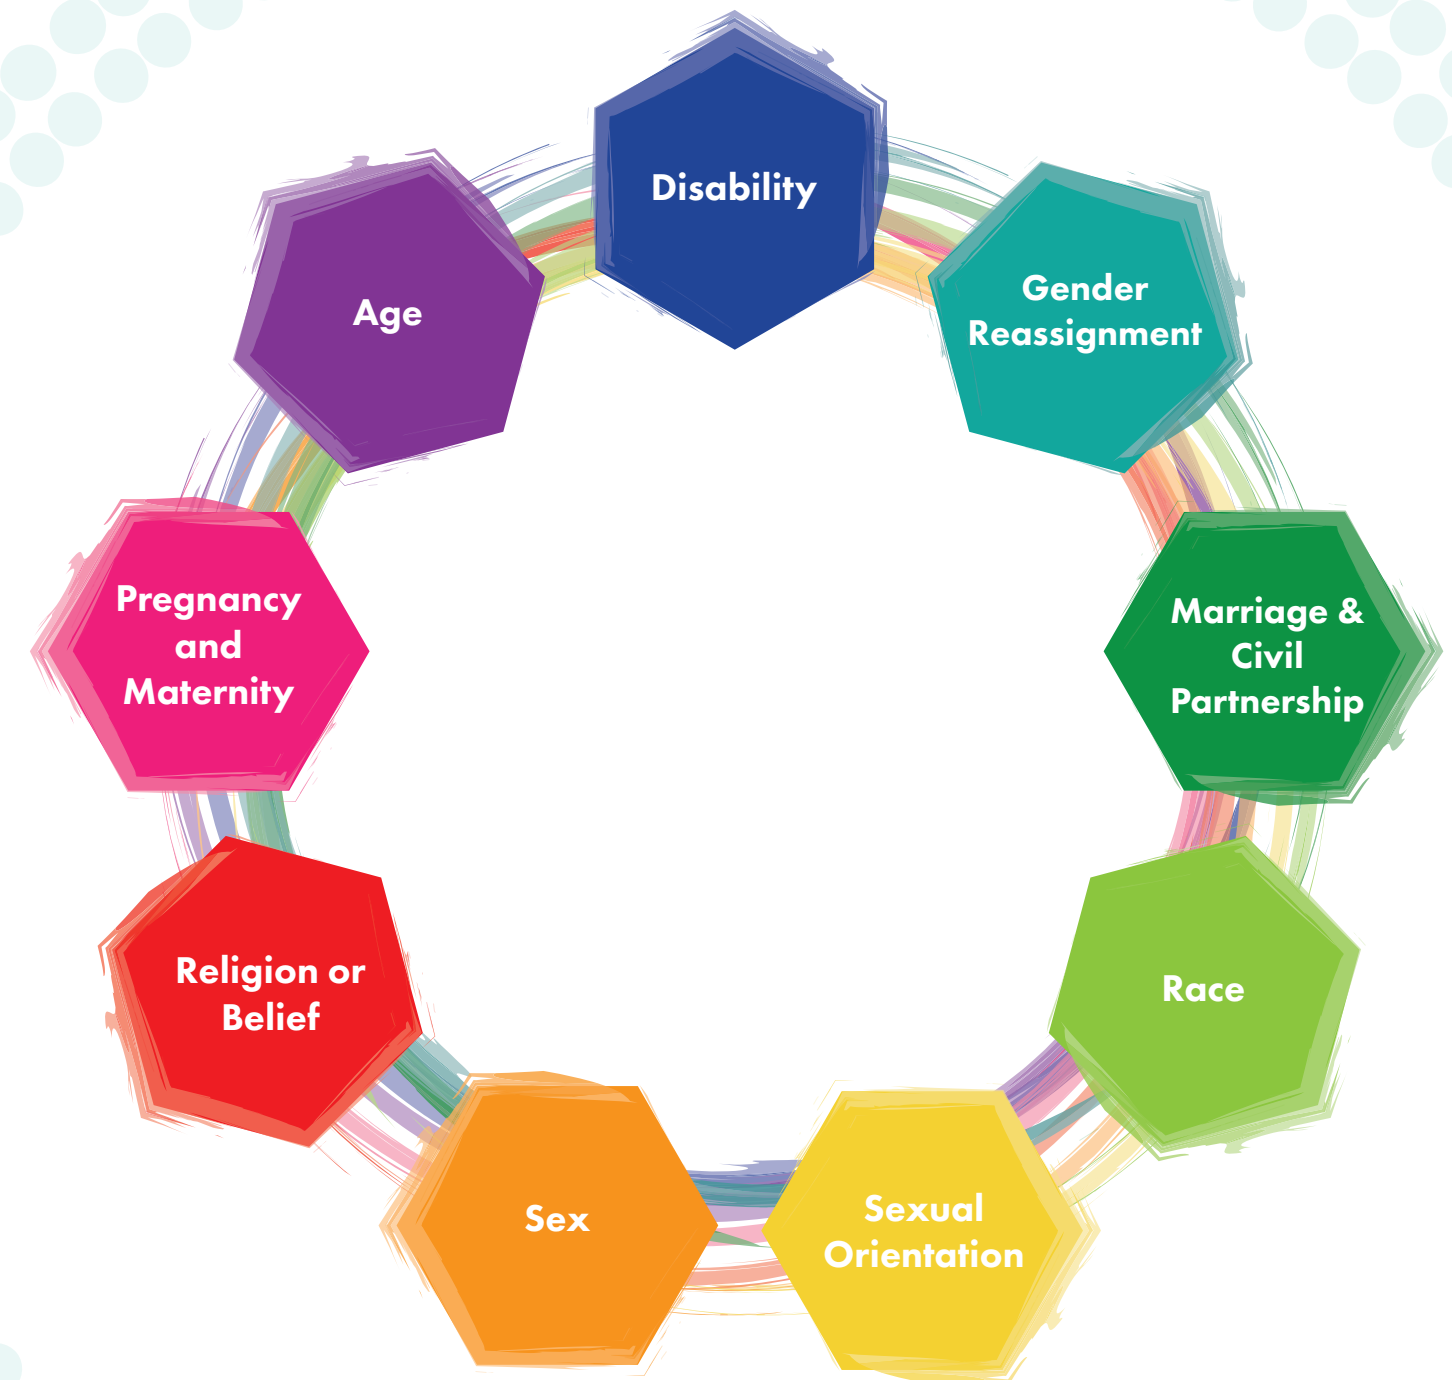 Disability
Gender
Reassignment
Marriage &
Civil
Partnership
Race
Sexual
Orientation
Sex
Religion or
Belief
Pregnancy
and
Maternity
Age